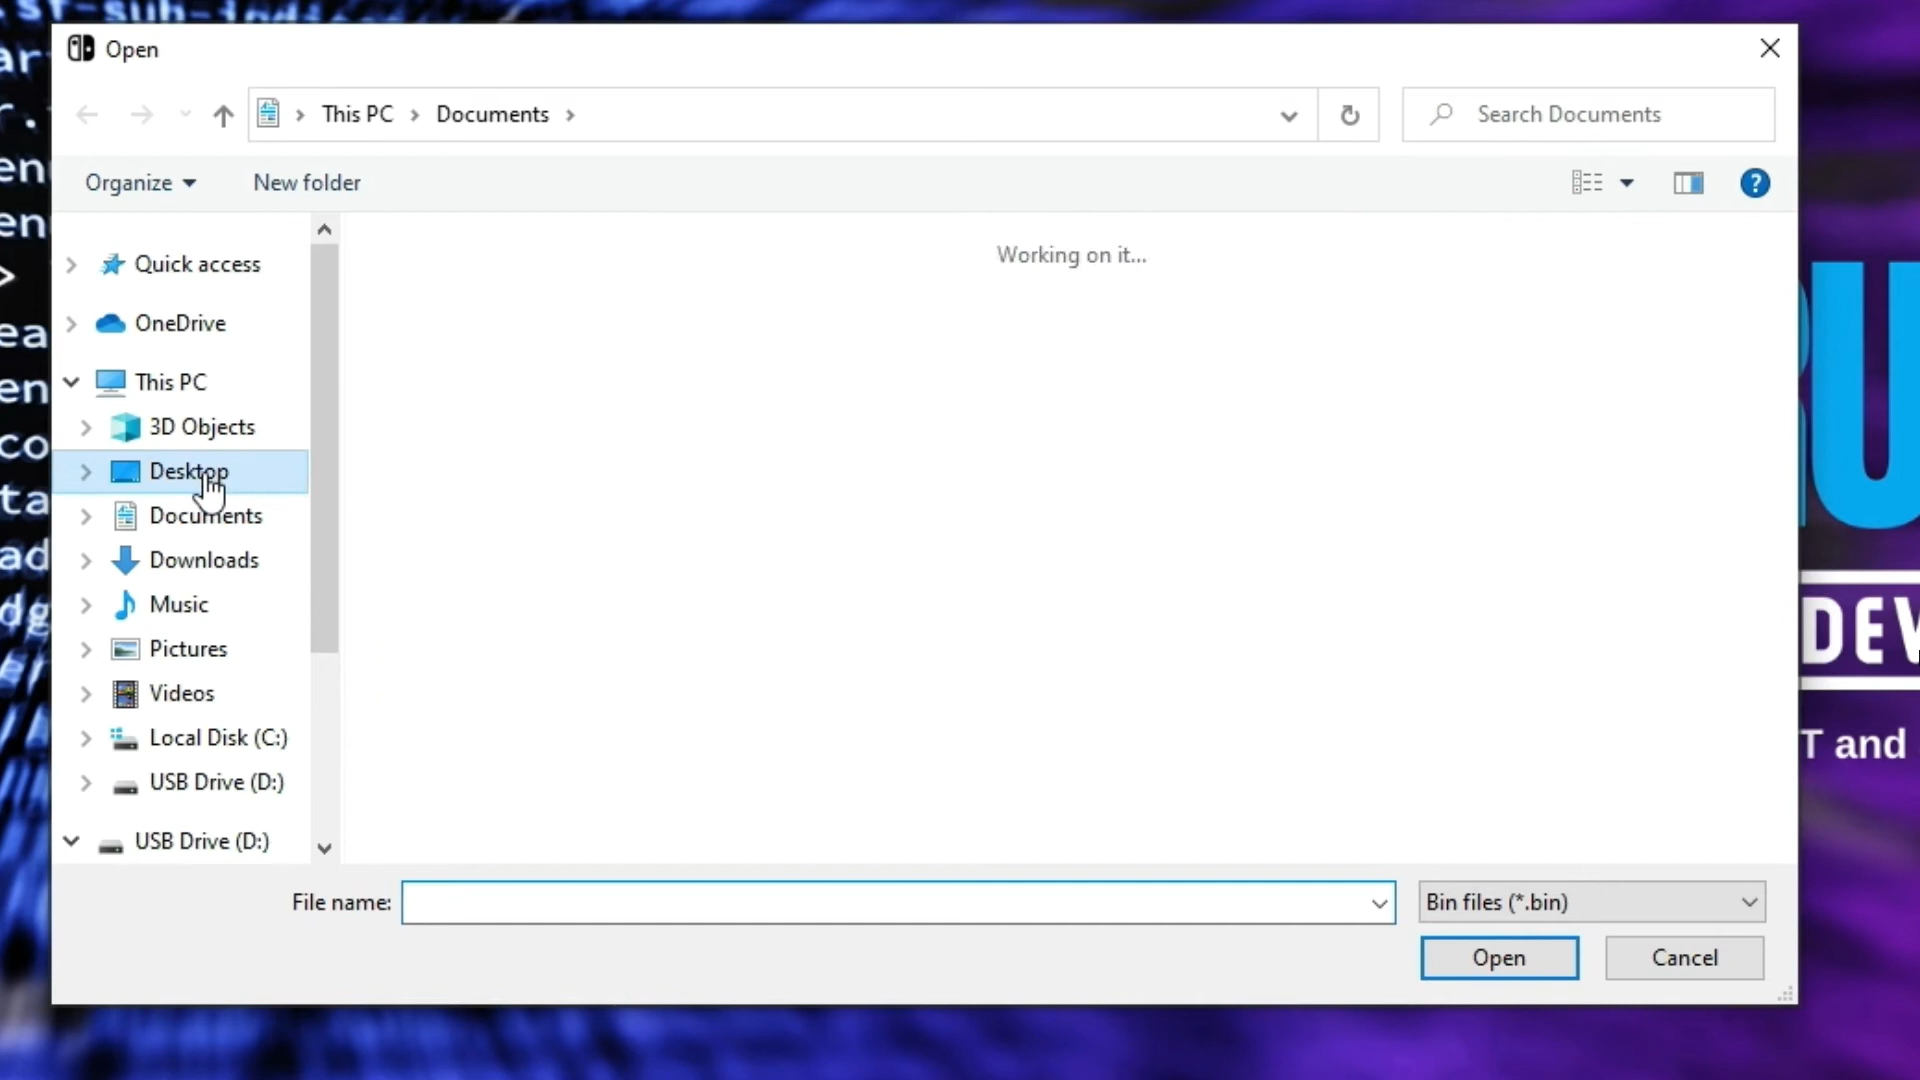 Open
This PC
Documents
Search Documents
Organize
New folder
Quick access
OneDrive
This PC
3D Objects
Desktop
Documents
Downloads
Music
Pictures
Videos
Local Disk (C:)
USB Drive (D:)
USB Drive (D:)
Working on it...
File name:
Bin files (*.bin)
Open
Cancel
DEV
T and